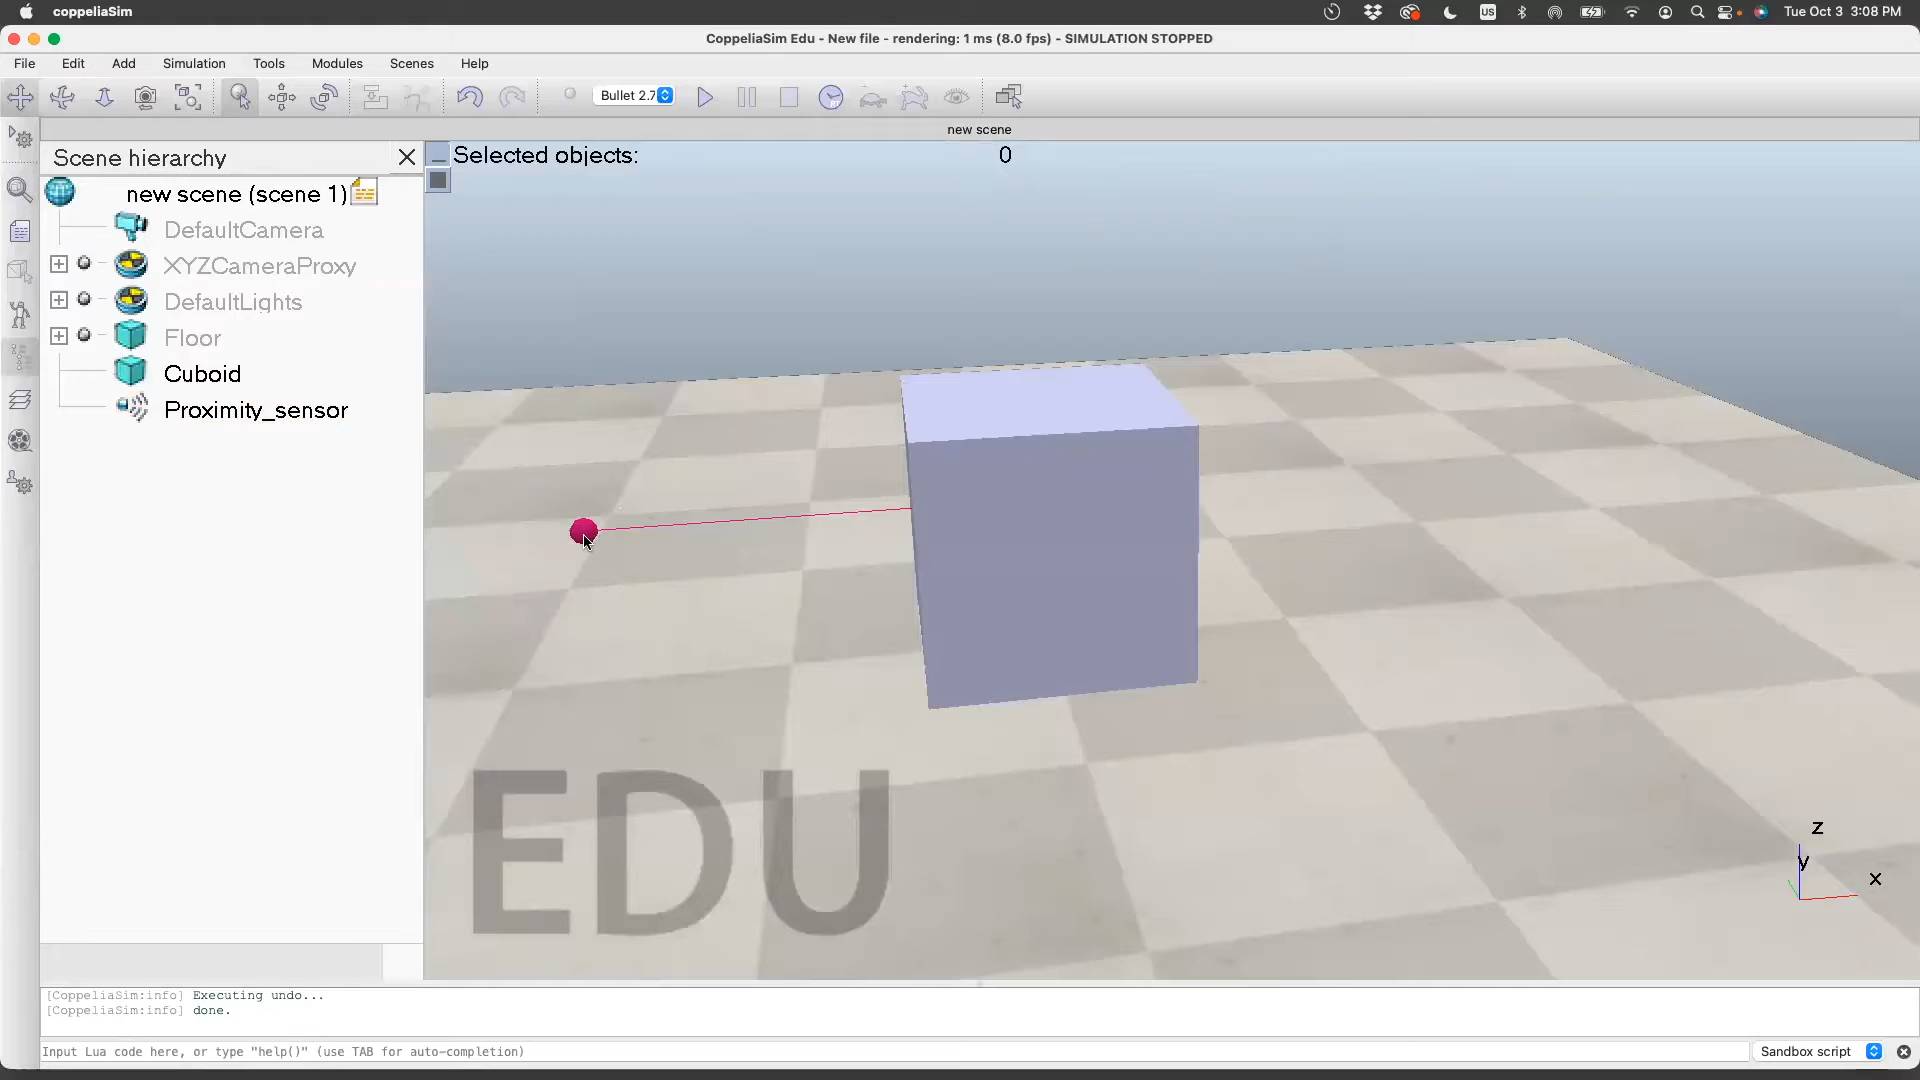 coppeliaSim
US
Tue Oct 3 3:08 PM
CoppeliaSim Edu - New file - rendering: 1 ms (8.0 fps) - SIMULATION STOPPED
File Edit Add Simulation Tools Modules Scenes Help
Bullet 2.7
RT
new scene
Scene hierarchy
Selected objects: 0
new scene (scene 1)
DefaultCamera
XYZCameraProxy
DefaultLights
Floor
Cuboid
Proximity_sensor
EDU
z
y
x
[CoppeliaSim:info] Executing undo...
[CoppeliaSim:info] done.
Input Lua code here, or type "help()" (use TAB for auto-completion)
Sandbox script